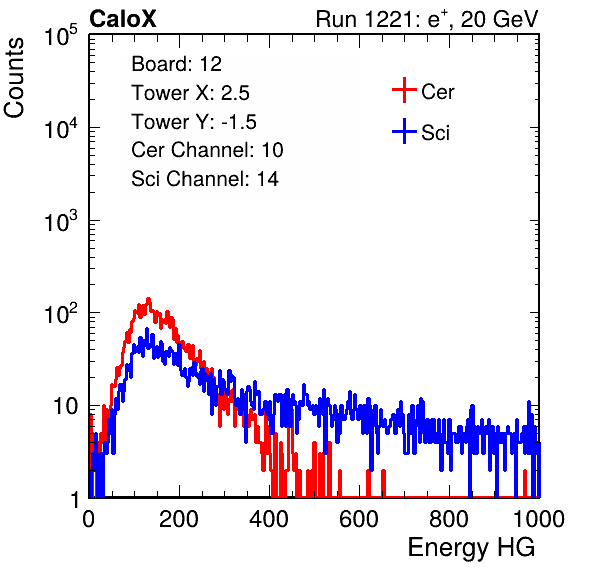 CaloX Run 1221: e⁺, 20 GeV
Counts
Board: 12
Tower X: 2.5
Tower Y: -1.5
Cer Channel: 10
Sci Channel: 14
Cer
Sci
10⁵
10⁴
10³
10²
10
1
0 200 400 600 800 1000
Energy HG